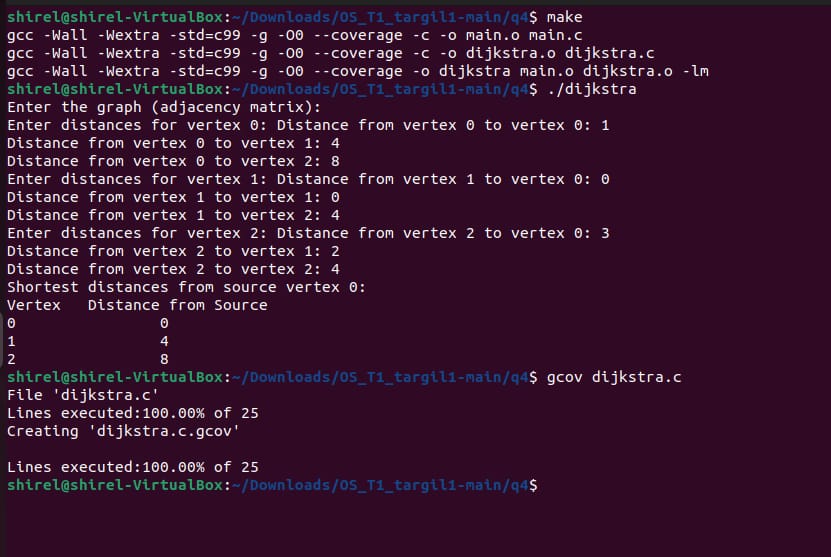 shirel@shirel-VirtualBox:~/Downloads/OS_T1_targil1-main/q4$ make
gcc -Wall -Wextra -std=c99 -g -O0 --coverage -c -o main.o main.c
gcc -Wall -Wextra -std=c99 -g -O0 --coverage -c -o dijkstra.o dijkstra.c
gcc -Wall -Wextra -std=c99 -g -O0 --coverage -o dijkstra main.o dijkstra.o -lm
shirel@shirel-VirtualBox:~/Downloads/OS_T1_targil1-main/q4$ ./dijkstra
Enter the graph (adjacency matrix):
Enter distances for vertex 0: Distance from vertex 0 to vertex 0: 1
Distance from vertex 0 to vertex 1: 4
Distance from vertex 0 to vertex 2: 8
Enter distances for vertex 1: Distance from vertex 1 to vertex 0: 0
Distance from vertex 1 to vertex 1: 0
Distance from vertex 1 to vertex 2: 4
Enter distances for vertex 2: Distance from vertex 2 to vertex 0: 3
Distance from vertex 2 to vertex 1: 2
Distance from vertex 2 to vertex 2: 4
Shortest distances from source vertex 0:
Vertex   Distance from Source
0                0
1                4
2                8
shirel@shirel-VirtualBox:~/Downloads/OS_T1_targil1-main/q4$ gcov dijkstra.c
File 'dijkstra.c'
Lines executed:100.00% of 25
Creating 'dijkstra.c.gcov'
Lines executed:100.00% of 25
shirel@shirel-VirtualBox:~/Downloads/OS_T1_targil1-main/q4$